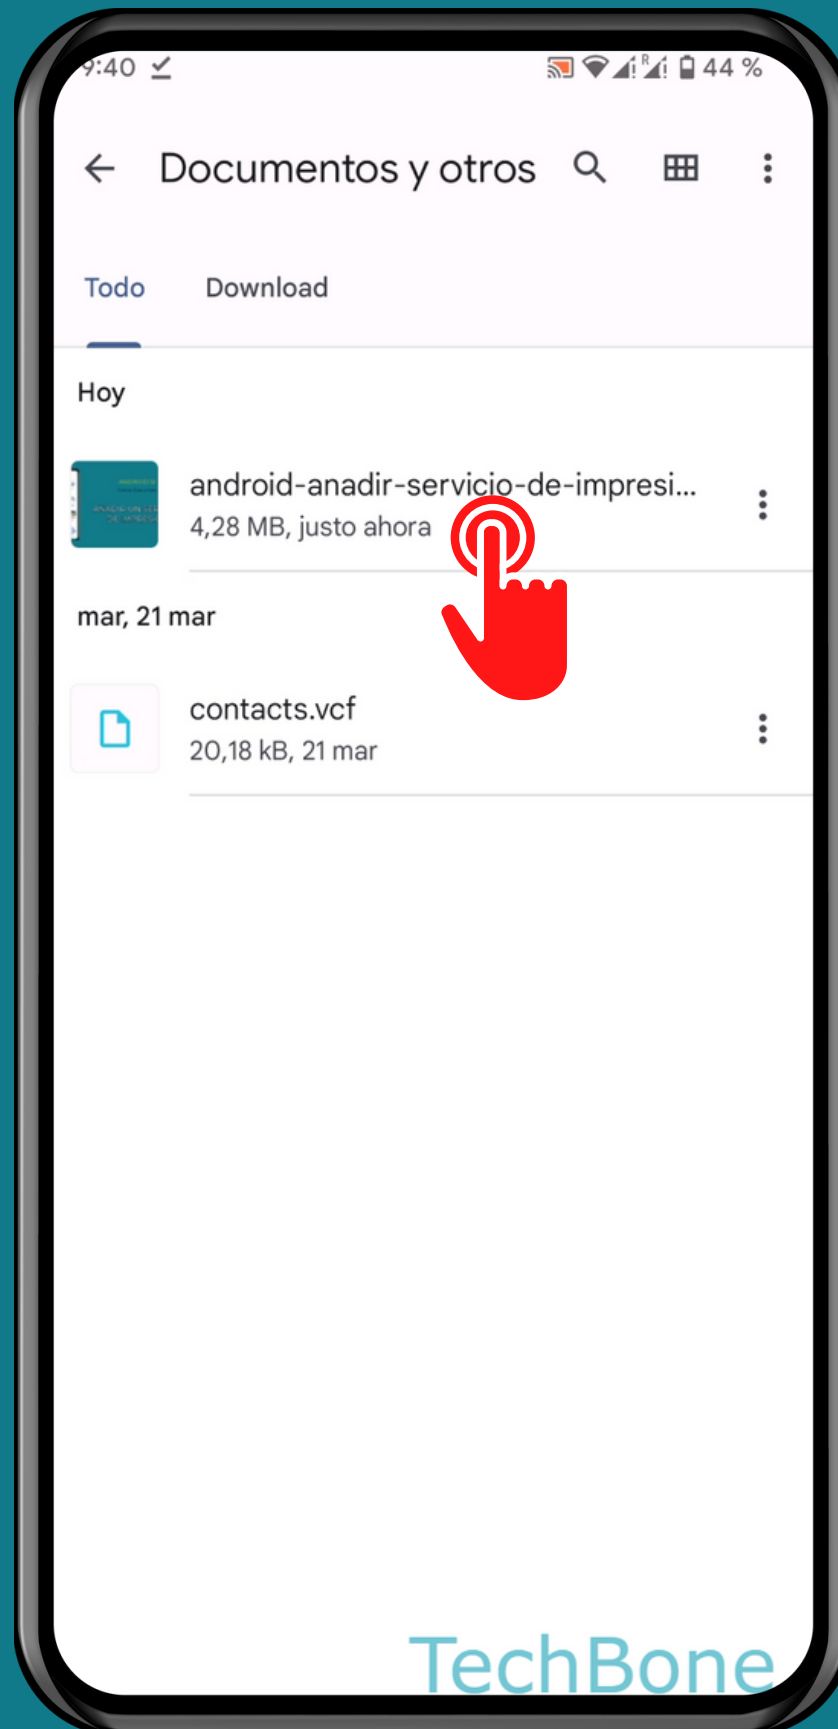 9:40
R
44 %
Documentos y otros
Todo Download
Hoy
android-anadir-servicio-de-impresi...
4,28 MB, justo ahora
mar, 21 mar
contacts.vcf
20,18 kB, 21 mar
TechBone